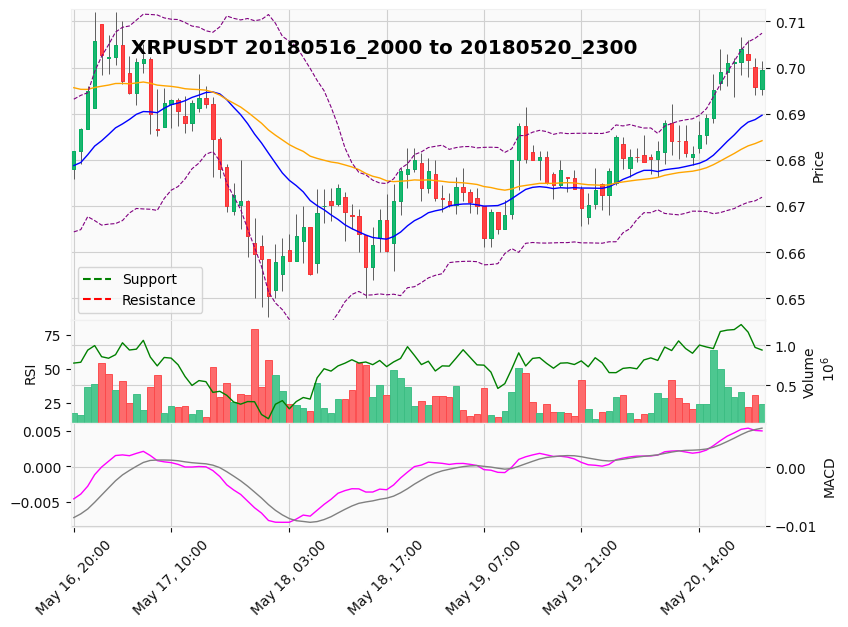 XRPUSDT 20180516_2000 to 20180520_2300
0.71
0.70
0.69
0.68
0.67
0.66
0.65
Price
Support
Resistance
75
50
25
RSI
1.0
0.5
Volume
10^6
0.005
0.000
−0.005
0.00
−0.01
MACD
May 16, 20:00
May 17, 10:00
May 18, 03:00
May 18, 17:00
May 19, 07:00
May 19, 21:00
May 20, 14:00